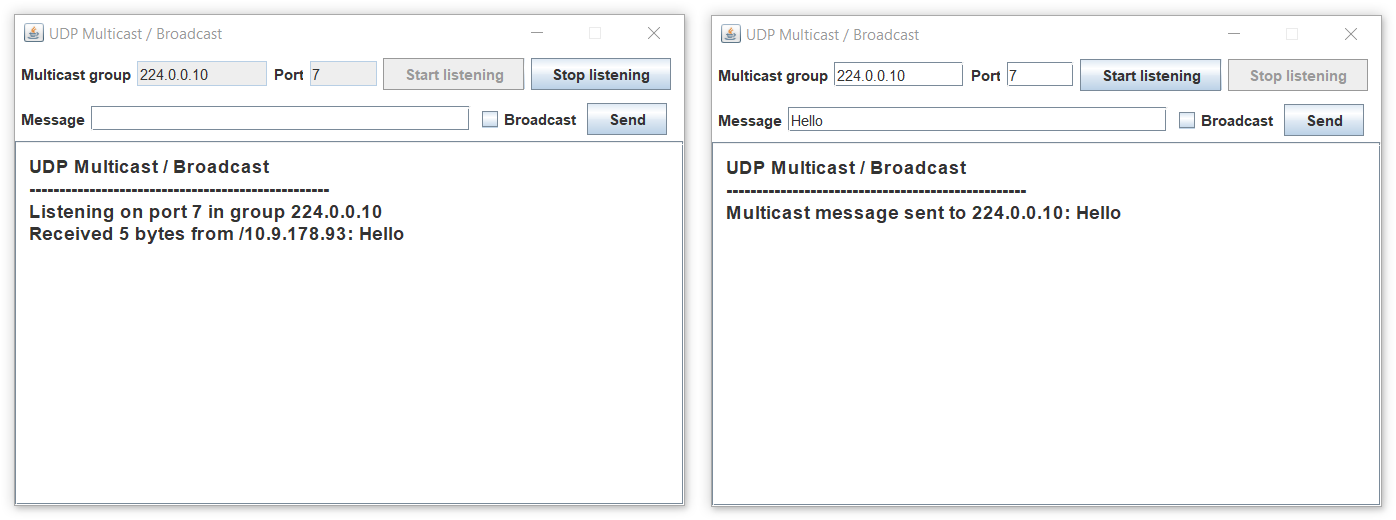 UDP Multicast / Broadcast
Multicast group 224.0.0.10 Port 7 Start listening Stop listening
Message Broadcast Send
UDP Multicast / Broadcast
--------------------------------------------------
Listening on port 7 in group 224.0.0.10
Received 5 bytes from /10.9.178.93: Hello
UDP Multicast / Broadcast
Multicast group 224.0.0.10 Port 7 Start listening Stop listening
Message Hello Broadcast Send
UDP Multicast / Broadcast
--------------------------------------------------
Multicast message sent to 224.0.0.10: Hello